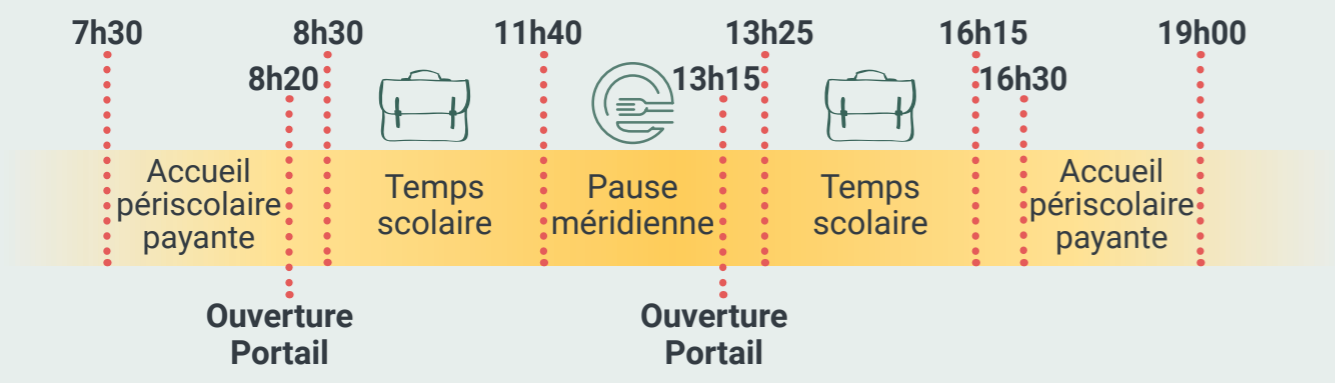 7h30
8h30
11h40
13h25
16h15
19h00
8h20
13h15
16h30
Accueil
périscolaire
payante
Temps
scolaire
Pause
méridienne
Temps
scolaire
Accueil
périscolaire
payante
Ouverture
Portail
Ouverture
Portail